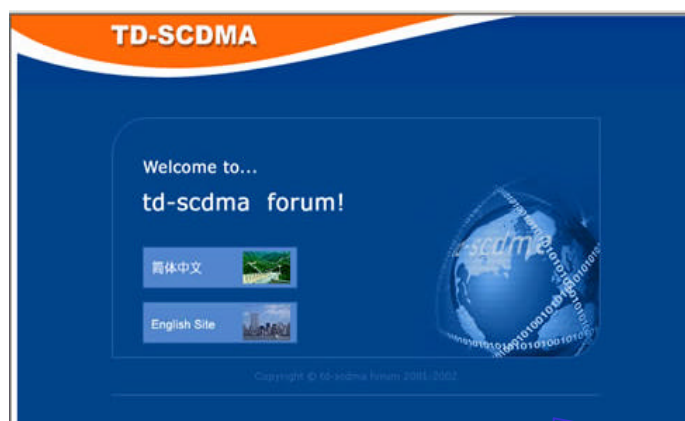 TD-SCDMA
Welcome to...
td-scdma forum!
简体中文
English Site
Copyright © td-scdma forum 2001-2002